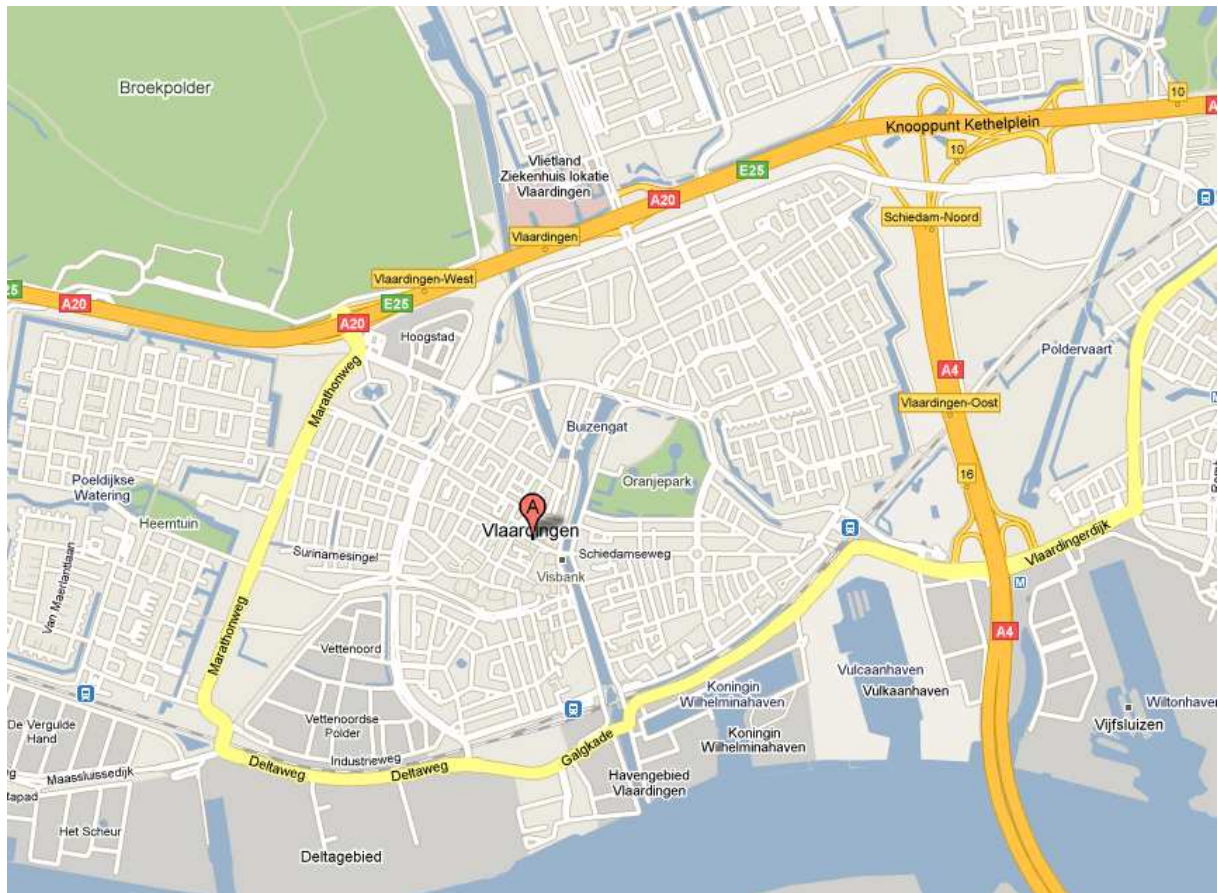 Broekpolder
10
A
Knooppunt Kethelplein
10
Vlietland
Ziekenhuis lokatie
Vlaardingen
E25
A20
Schiedam-Noord
Vlaardingen
Vlaardingen-West
E25
A20
E25
A20
Hoogstad
Poldervaart
A4
Marathonweg
Vlaardingen-Oost
Buizengat
Poeldijkse
Watering
Oranjepark
16
A
Heemtuin
Vlaardingen
Surinamesingel
Schiedamseweg
Visbank
Vlaardingerdijk
M
M
Van Maerlantlaan
Marathonweg
A4
Vettenoord
Vulcaanhaven
Vulkaanhaven
Koningin
Wilhelminahaven
Wiltonhaven
Vijfsluizen
De Vergulde
Hand
Vettenoordse
Polder
Koningin
Wilhelminahaven
Industrieweg
Galgkade
Deltaweg
Deltaweg
Maassluissedijk
Havengebied
Vlaardingen
tapad
Het Scheur
Deltagebied